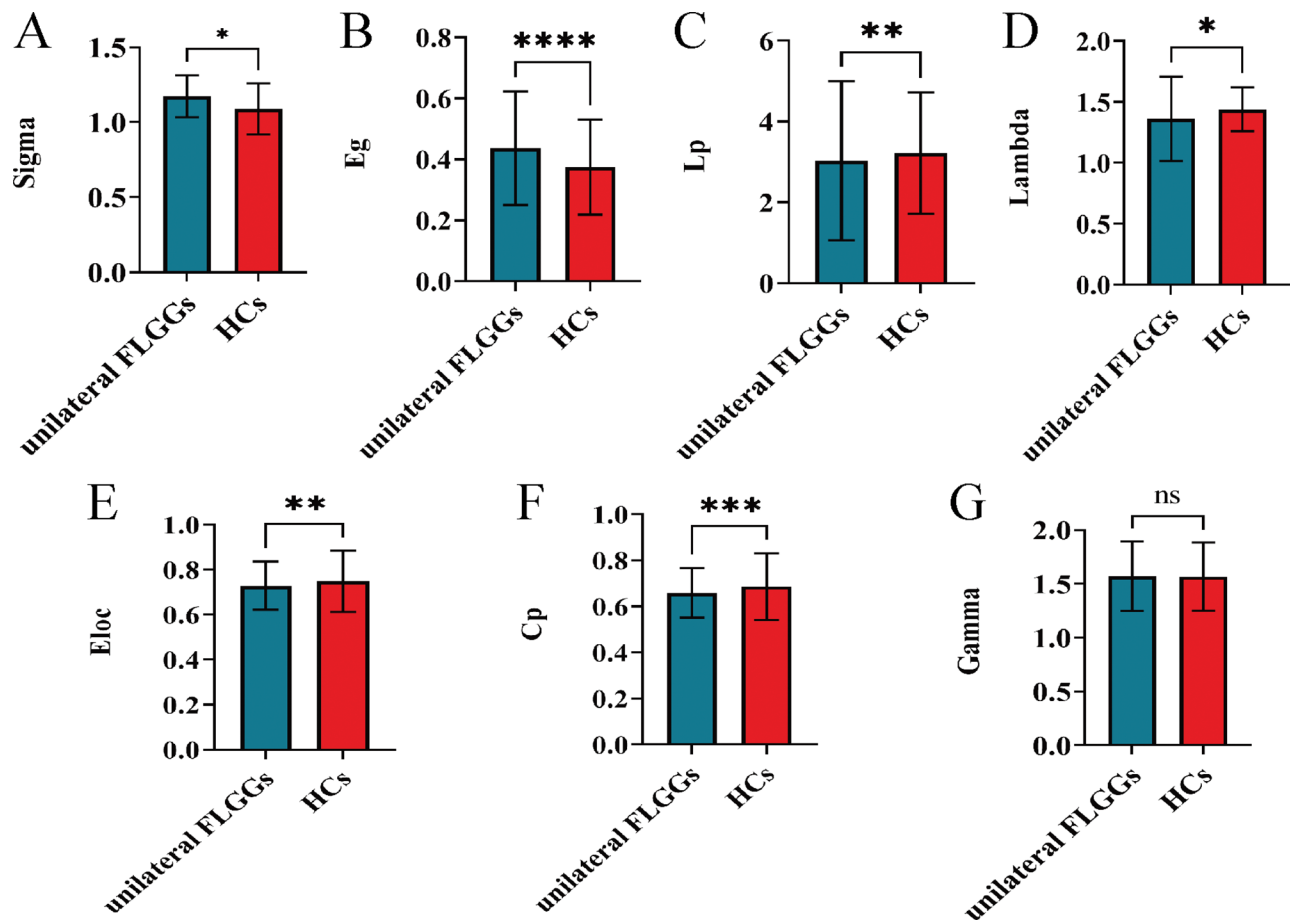 A
Sigma
1.5
1.0
0.5
0.0
*
unilateral FLGGs
HCs
B
Eg
0.8
0.6
0.4
0.2
0.0
****
unilateral FLGGs
HCs
C
Lp
6
4
2
0
**
unilateral FLGGs
HCs
D
Lambda
2.0
1.5
1.0
0.5
0.0
*
unilateral FLGGs
HCs
E
Eloc
1.0
0.8
0.6
0.4
0.2
0.0
**
unilateral FLGGs
HCs
F
Cp
1.0
0.8
0.6
0.4
0.2
0.0
***
unilateral FLGGs
HCs
G
Gamma
2.0
1.5
1.0
0.5
0.0
ns
unilateral FLGGs
HCs